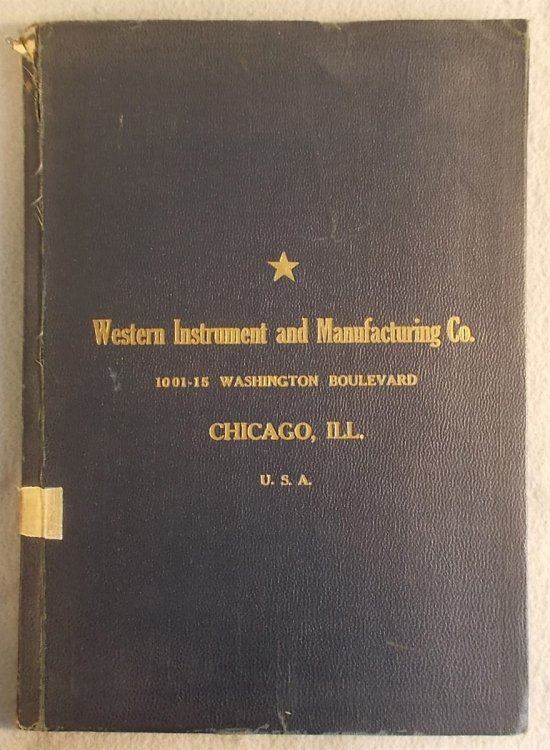 Western Instrument and Manufacturing Co.
1001-15 WASHINGTON BOULEVARD
CHICAGO, ILL.
U. S. A.